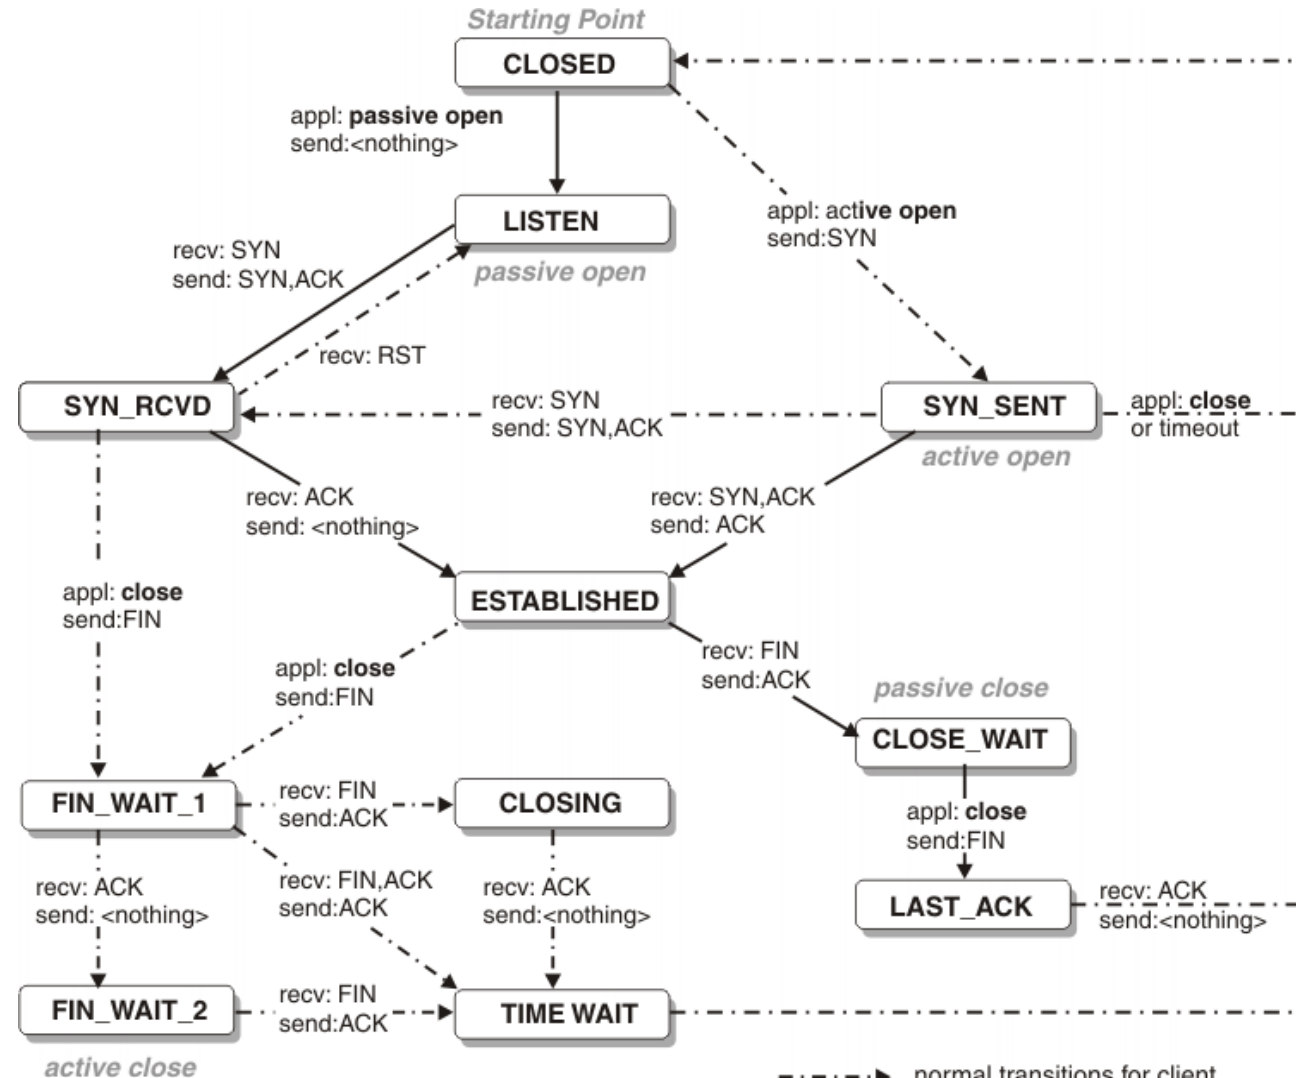 Starting Point
CLOSED
appl: passive open
send:<nothing>
LISTEN
appl: active open
send:SYN
recv: SYN
send: SYN,ACK
passive open
recv: RST
SYN_RCVD
recv: SYN
send: SYN,ACK
SYN_SENT
appl: close
or timeout
active open
recv: ACK
send: <nothing>
recv: SYN,ACK
send: ACK
appl: close
send:FIN
ESTABLISHED
appl: close
send:FIN
recv: FIN
send:ACK
passive close
CLOSE_WAIT
FIN_WAIT_1
recv: FIN
send:ACK
CLOSING
appl: close
send:FIN
recv: ACK
send: <nothing>
recv: FIN,ACK
send:ACK
recv: ACK
send:<nothing>
LAST_ACK
recv: ACK
send:<nothing>
FIN_WAIT_2
recv: FIN
send:ACK
TIME WAIT
active close
normal transitions for client